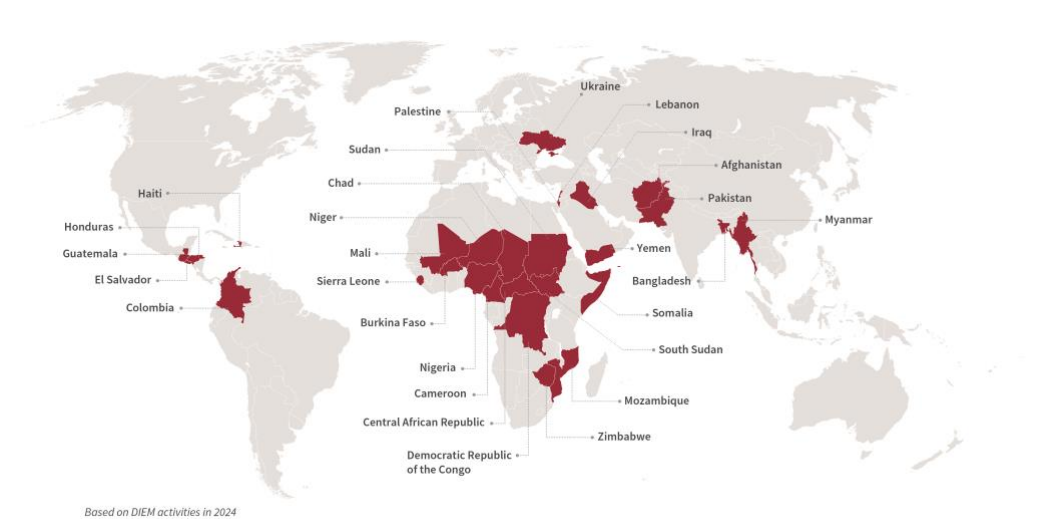 Ukraine
Palestine
Lebanon
Iraq
Sudan
Afghanistan
Chad
Haiti
Pakistan
Niger
Myanmar
Honduras
Yemen
Mali
Guatemala
El Salvador
Sierra Leone
Bangladesh
Colombia
Somalia
Burkina Faso
South Sudan
Nigeria
Cameroon
Mozambique
Central African Republic
Zimbabwe
Democratic Republic
of the Congo
Based on DIEM activities in 2024